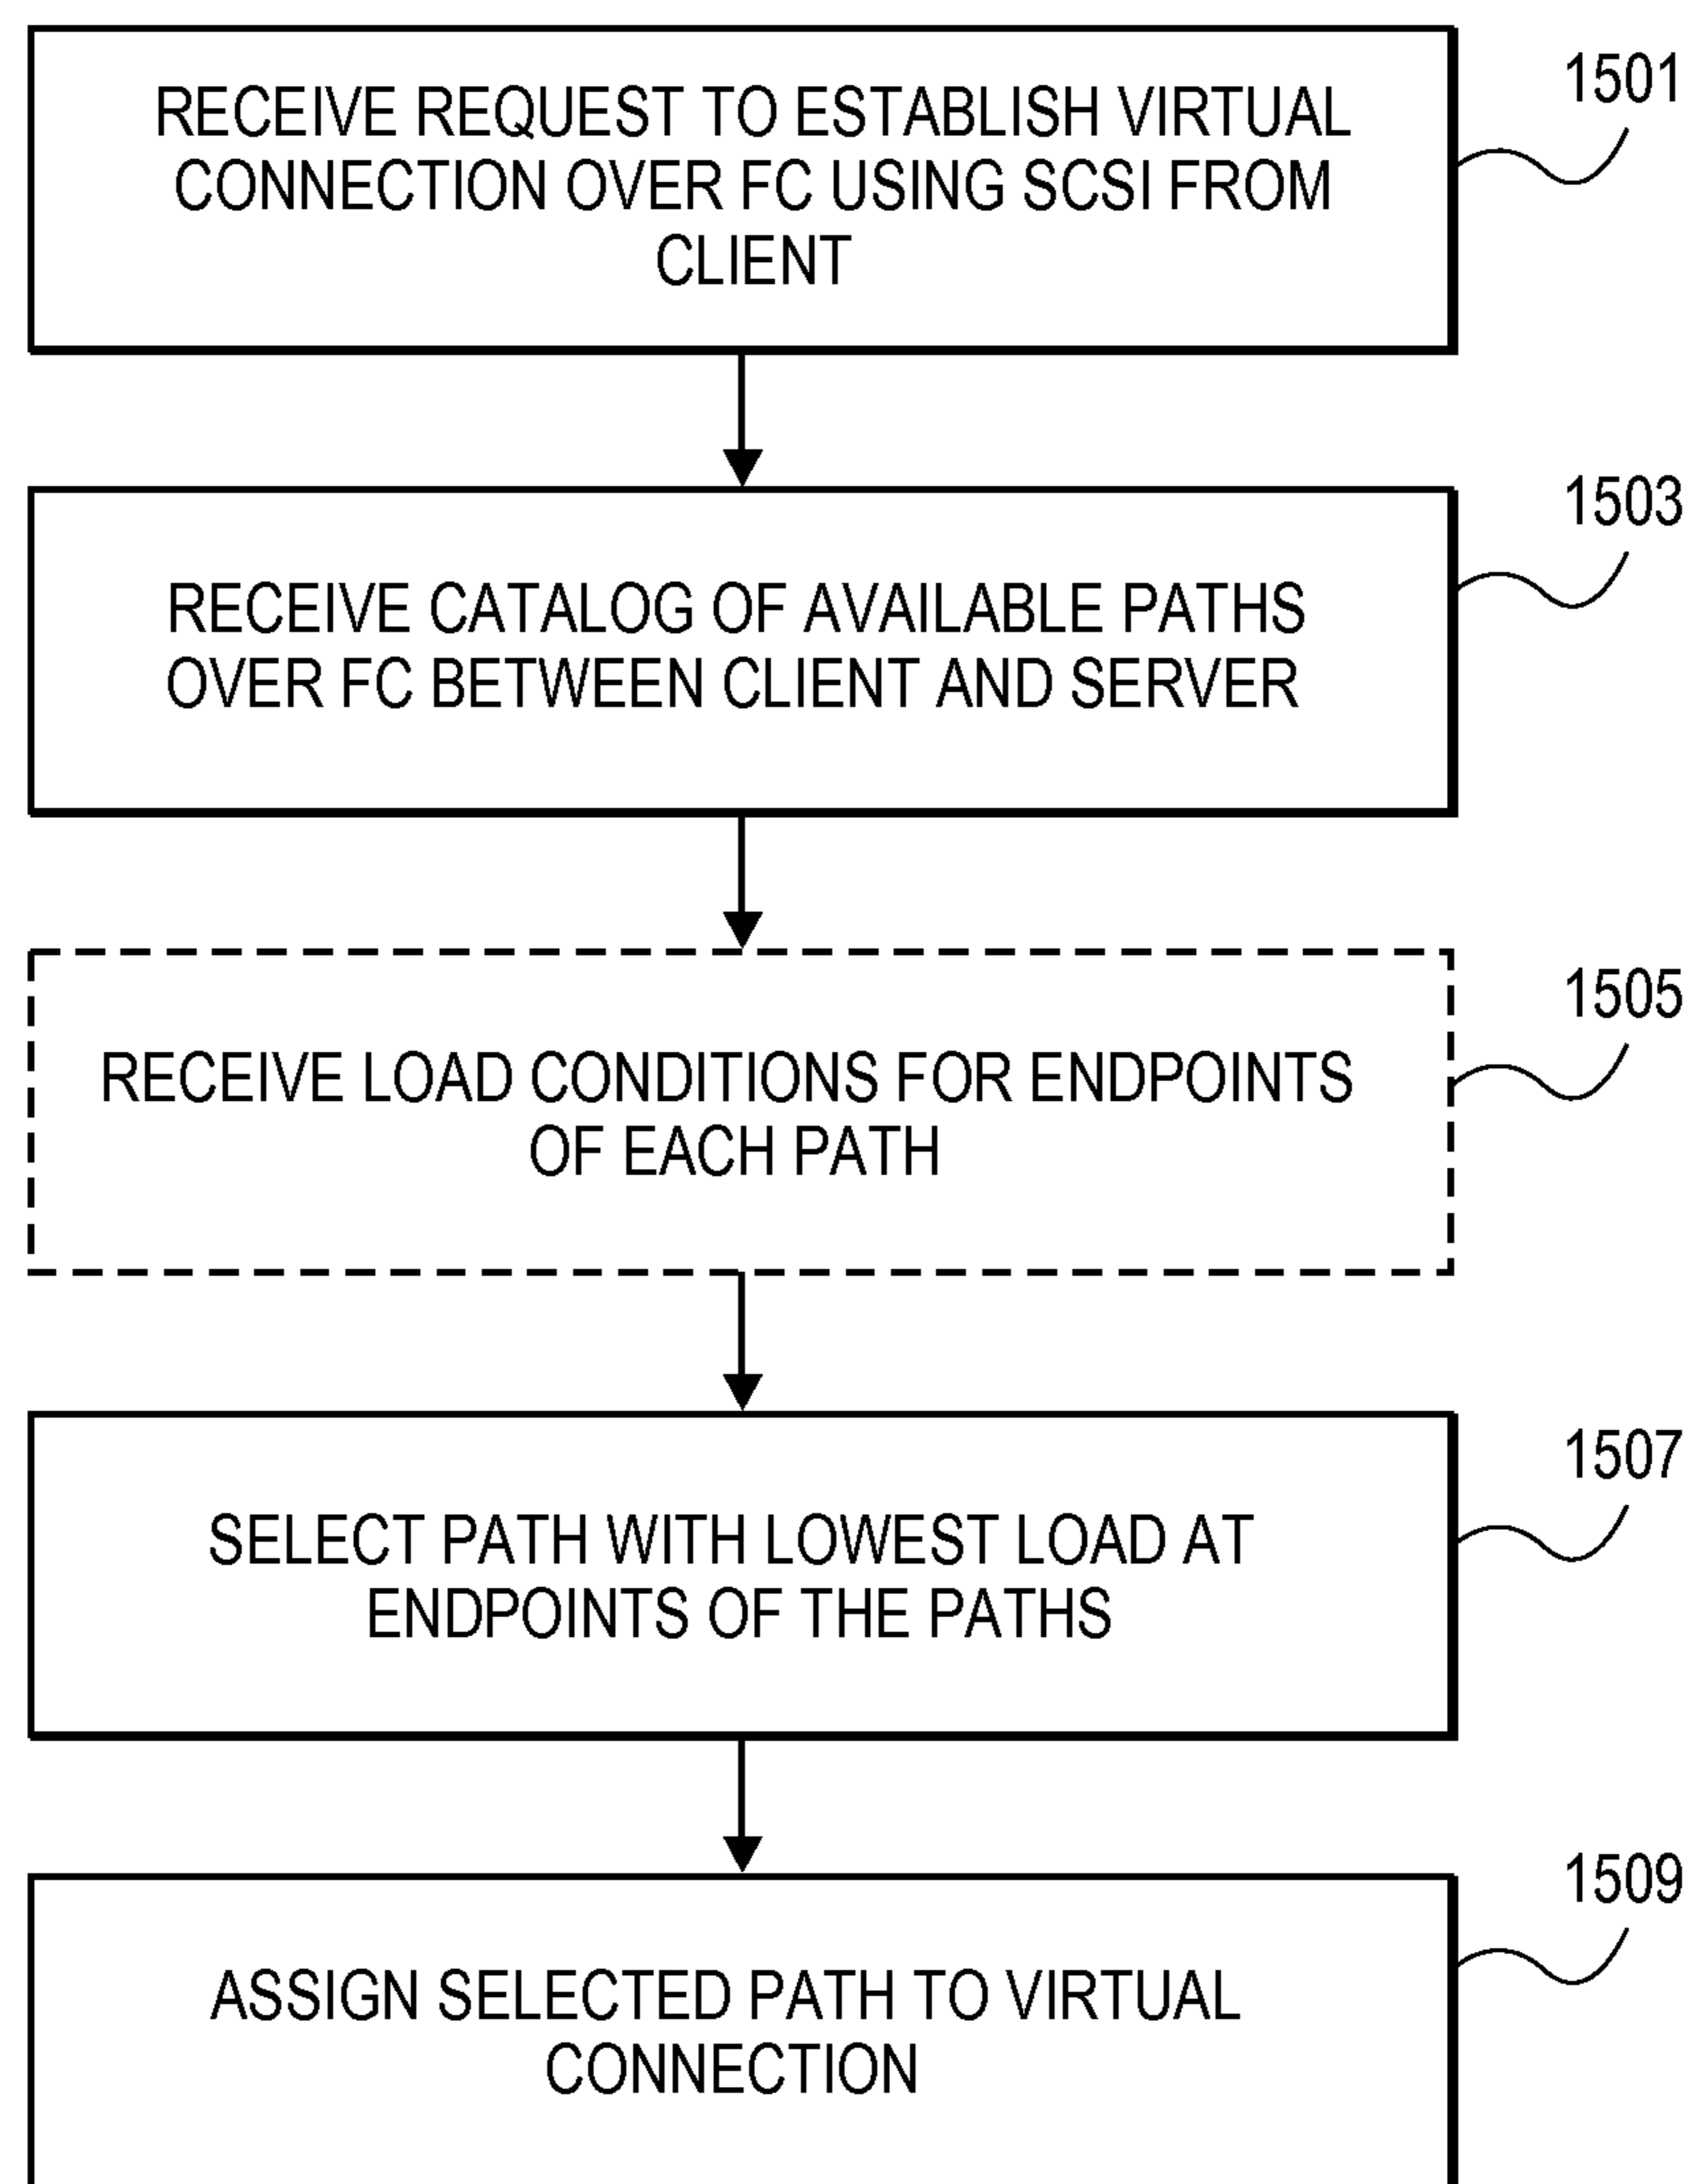 RECEIVE REQUEST TO ESTABLISH VIRTUAL
CONNECTION OVER FC USING SCSI FROM
CLIENT
1501
RECEIVE CATALOG OF AVAILABLE PATHS
OVER FC BETWEEN CLIENT AND SERVER
1503
RECEIVE LOAD CONDITIONS FOR ENDPOINTS
OF EACH PATH
1505
SELECT PATH WITH LOWEST LOAD AT
ENDPOINTS OF THE PATHS
1507
ASSIGN SELECTED PATH TO VIRTUAL
CONNECTION
1509